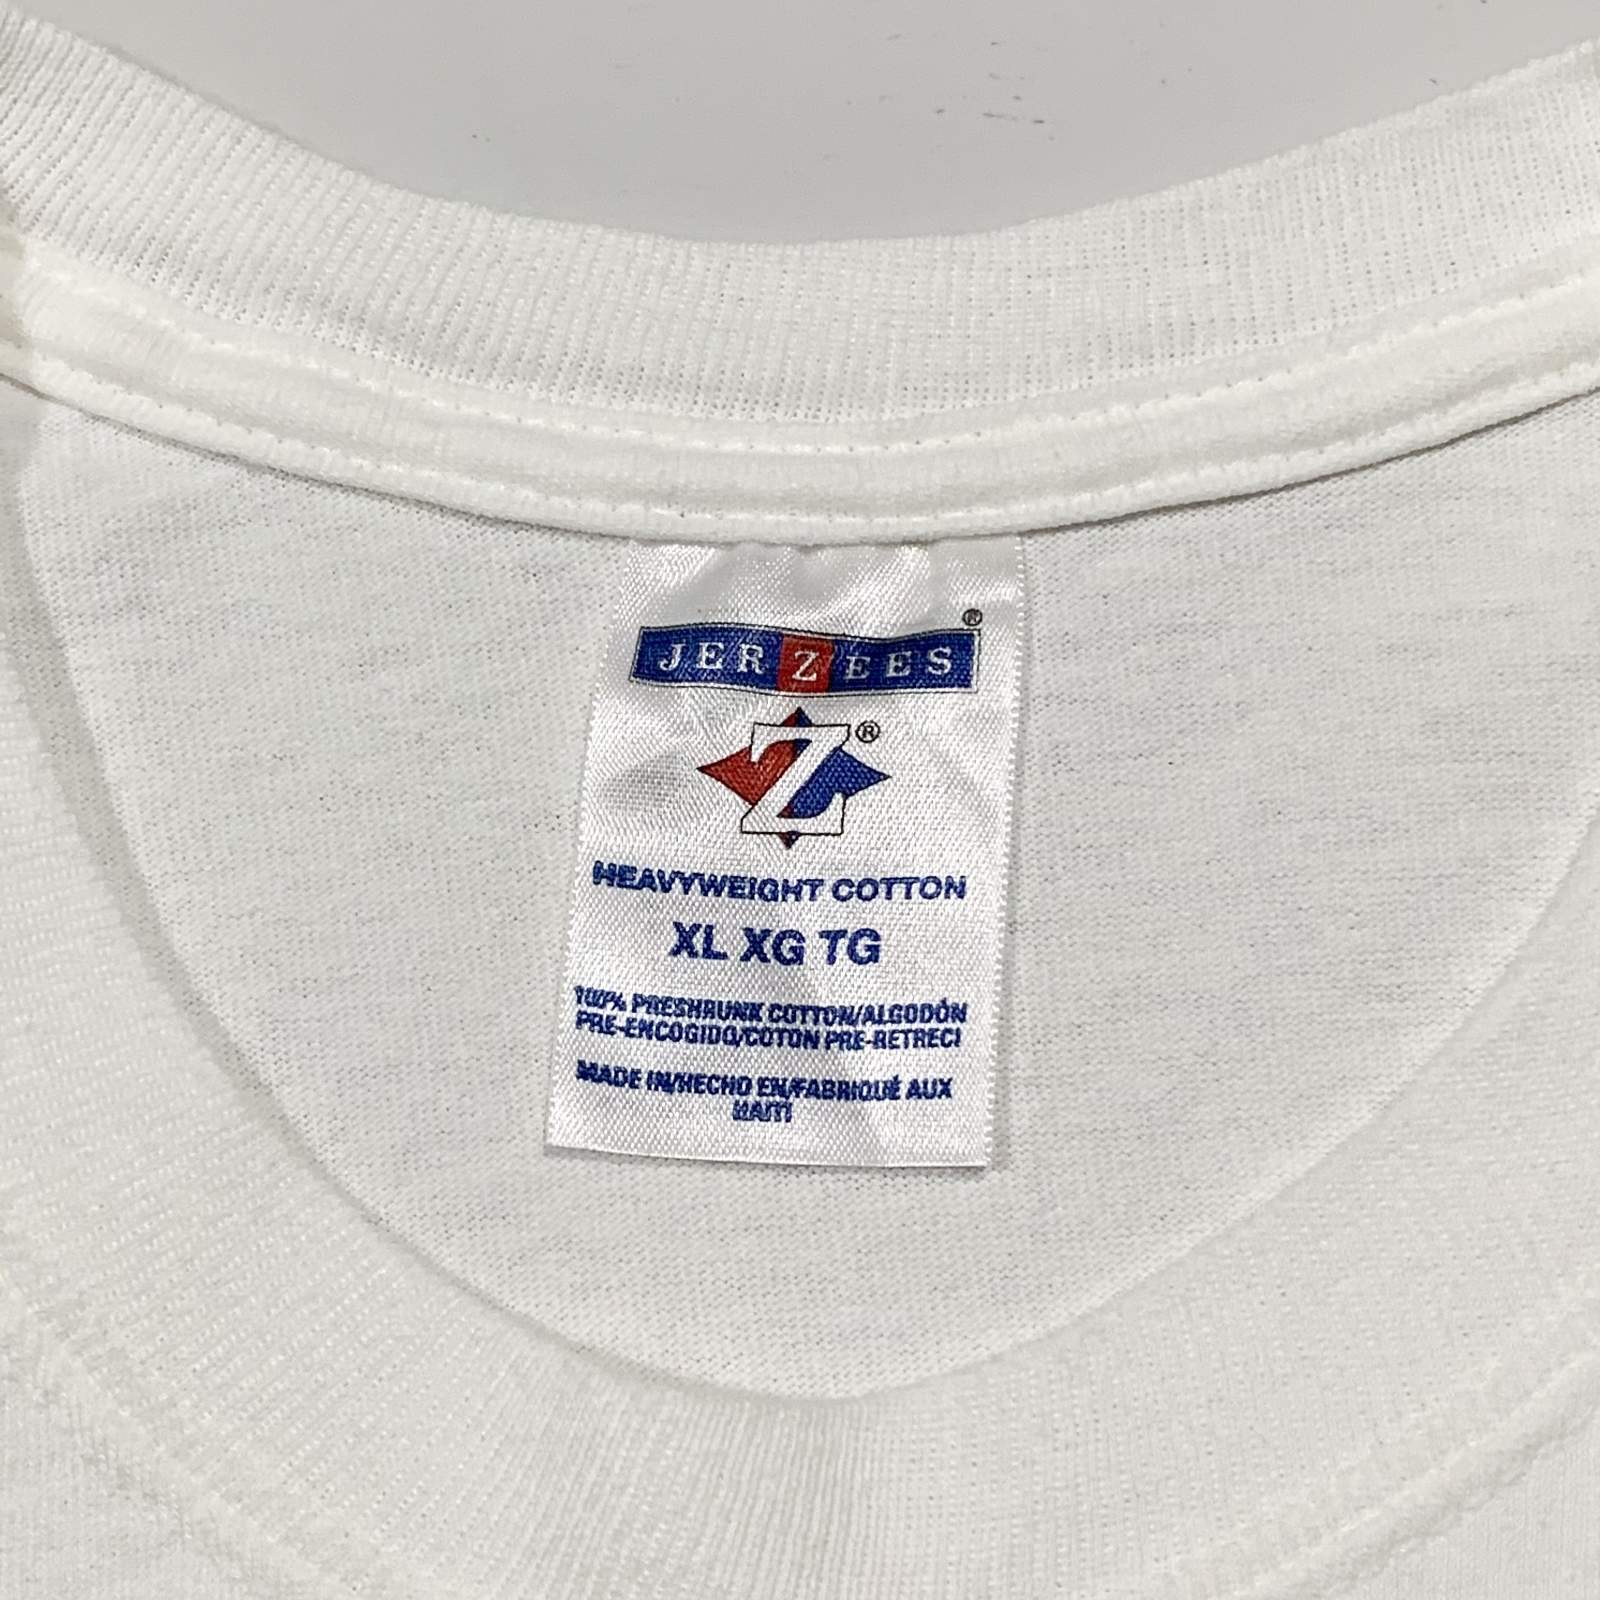 JERZEES®
Z®
HEAVYWEIGHT COTTON
XL XG TG
100% PRESHRUNK COTTON/ALGODÓN
PRE-ENCOGIDO/COTON PRE-RETRECI
MADE IN/HECHO EN/FABRIQUÉ AUX
HAITI